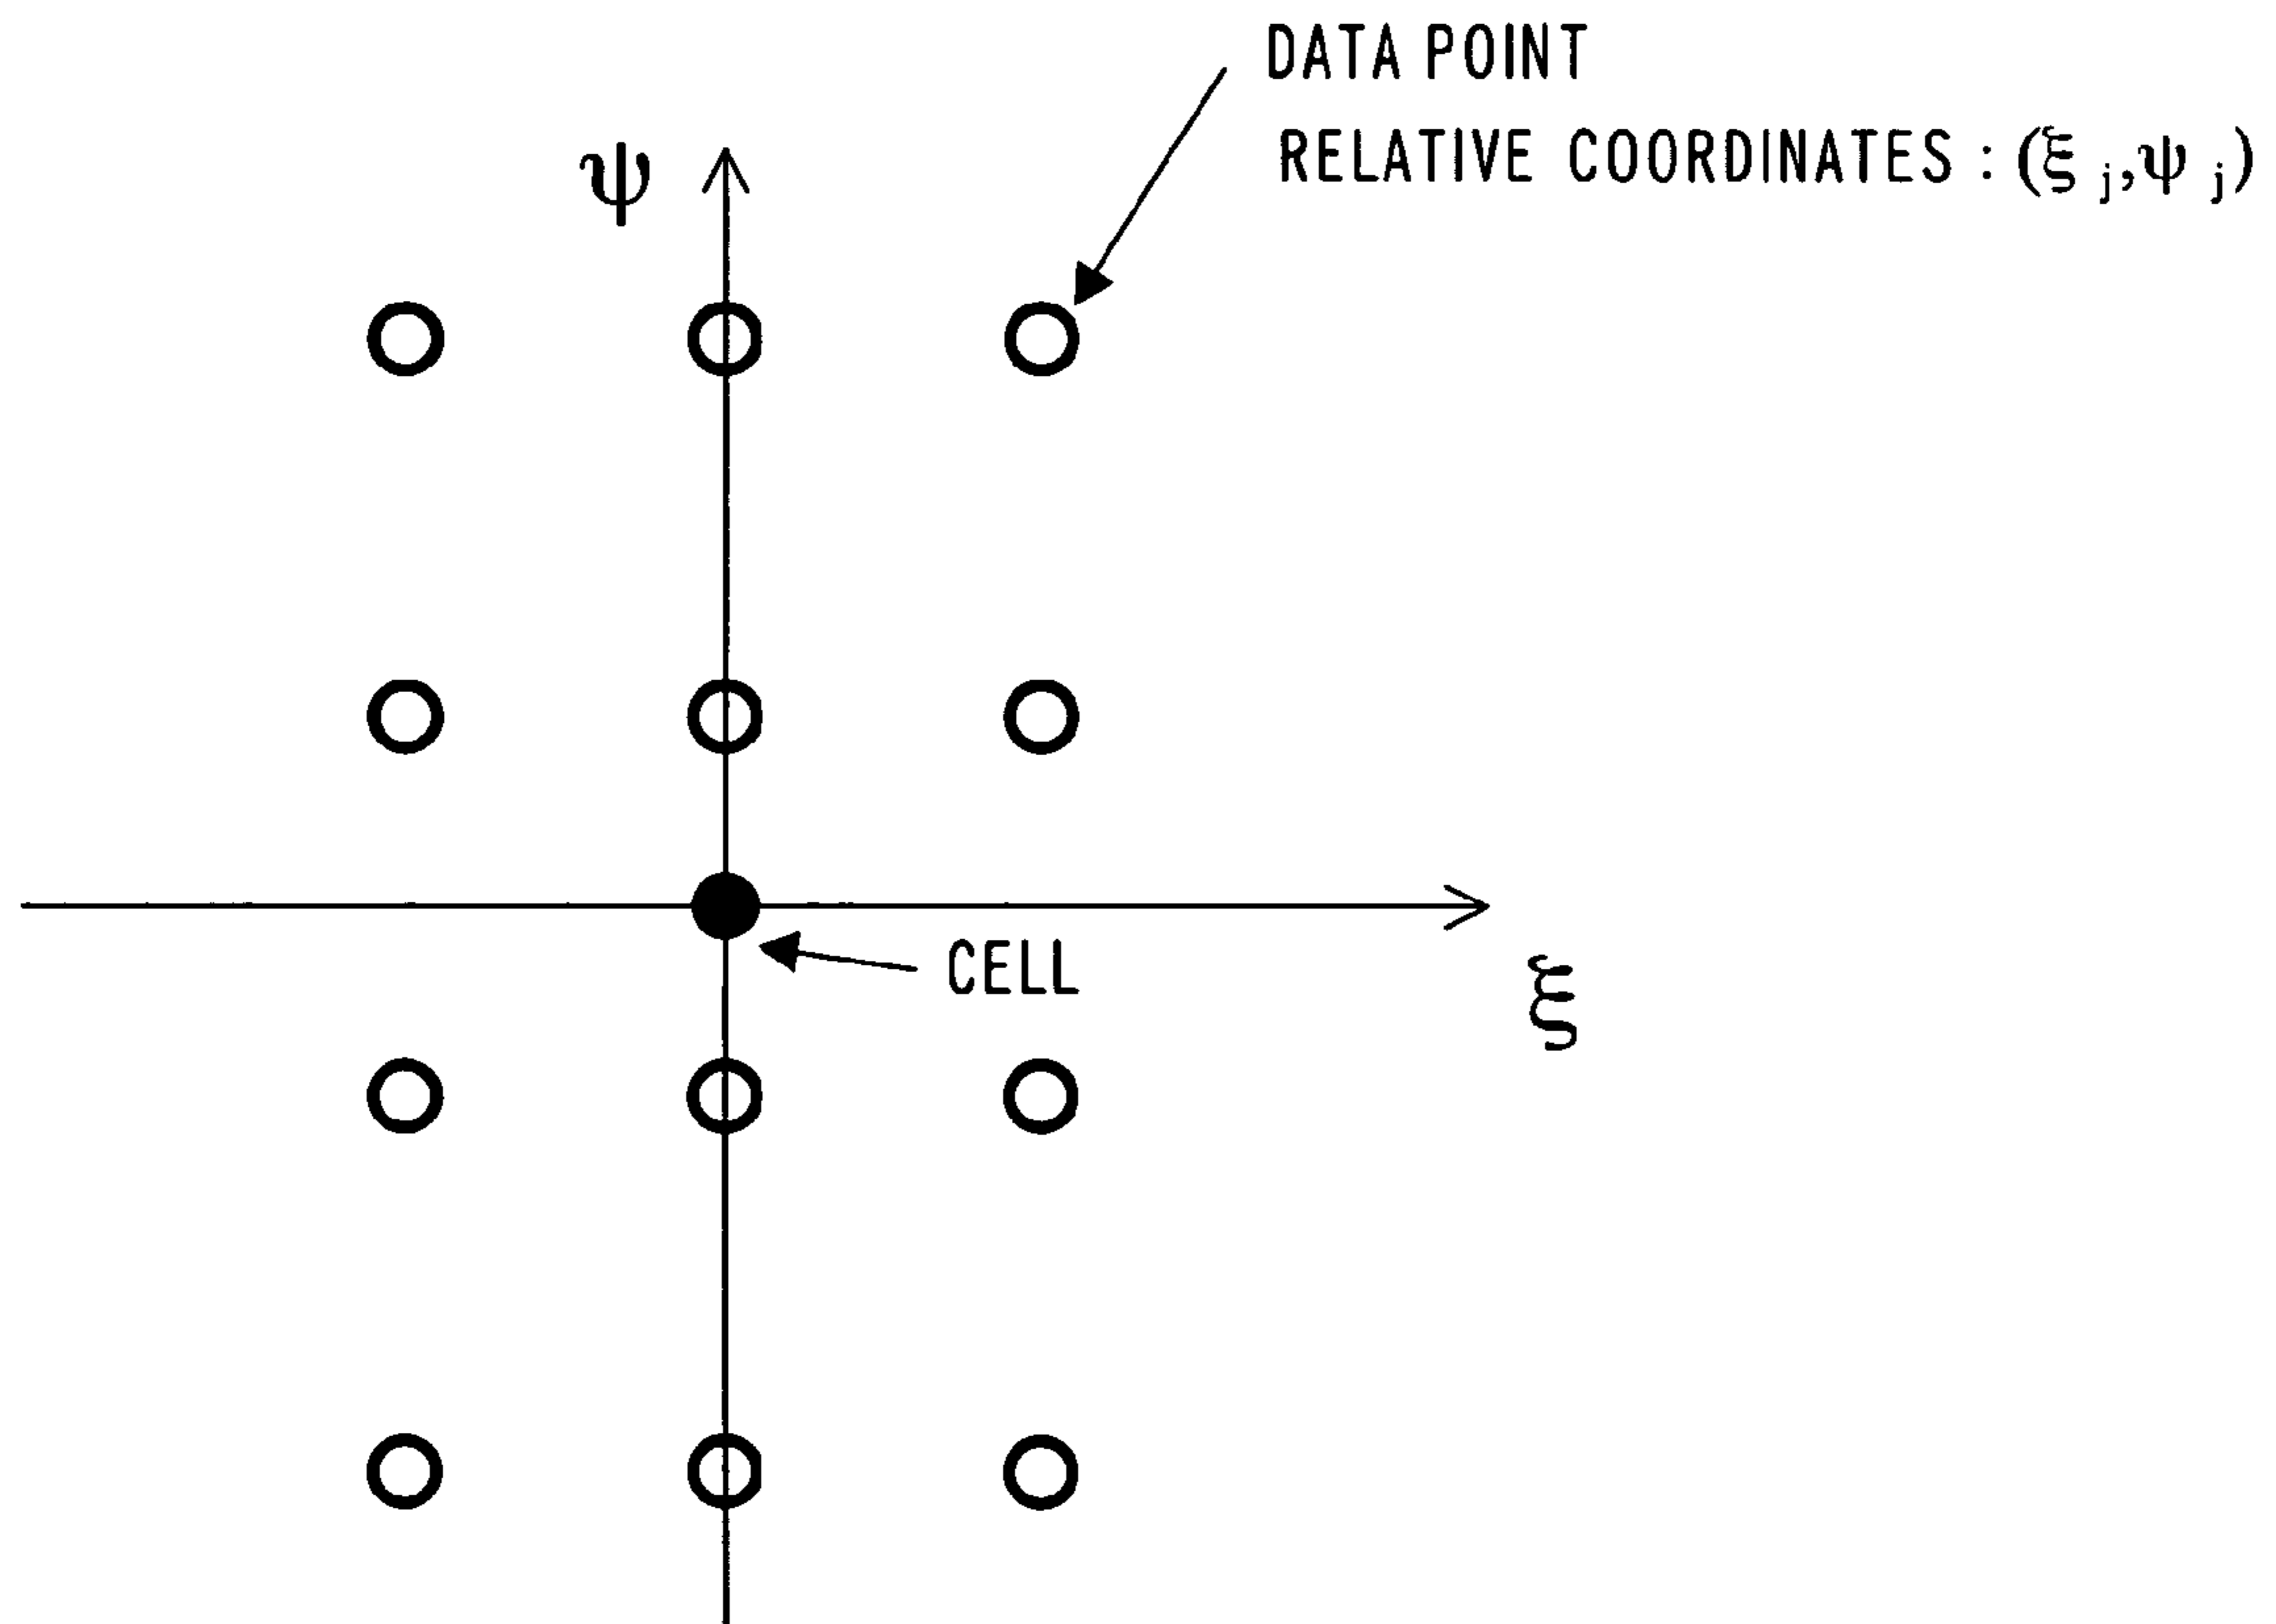 DATA POINT
RELATIVE COORDINATES : (ξ j,ψ j)
ψ
CELL
ξ